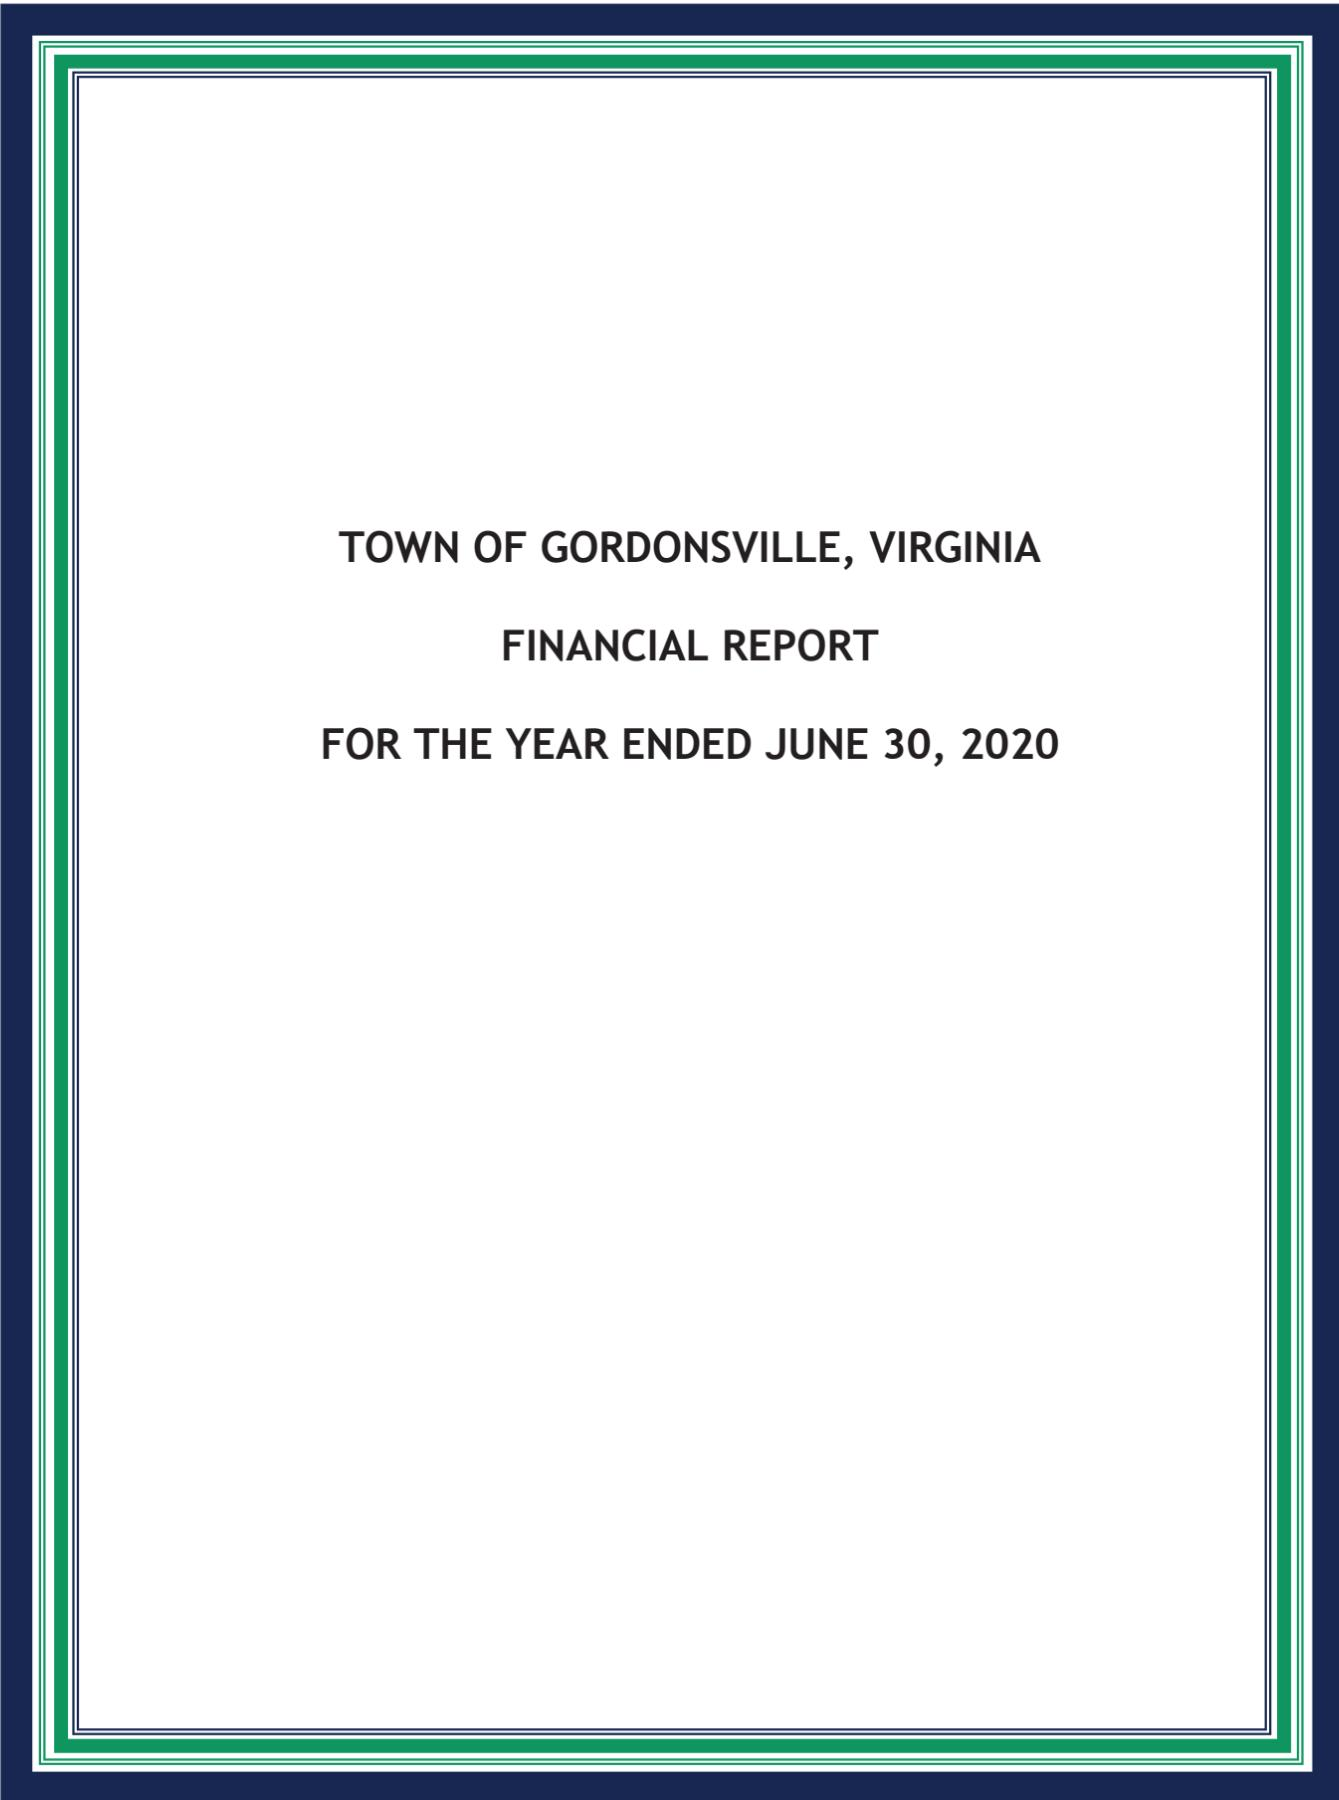 TOWN OF GORDONSVILLE, VIRGINIA
FINANCIAL REPORT
FOR THE YEAR ENDED JUNE 30, 2020